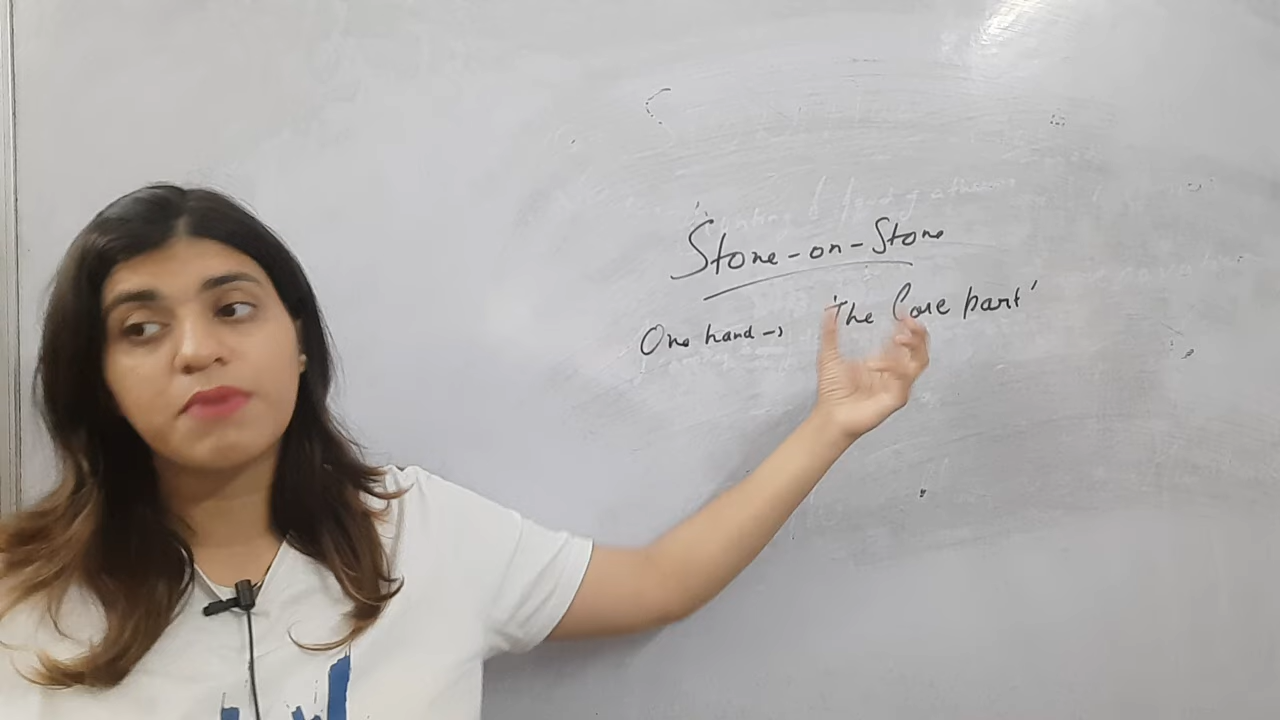 Stone-on-Stone
One hand → 'The Core part'